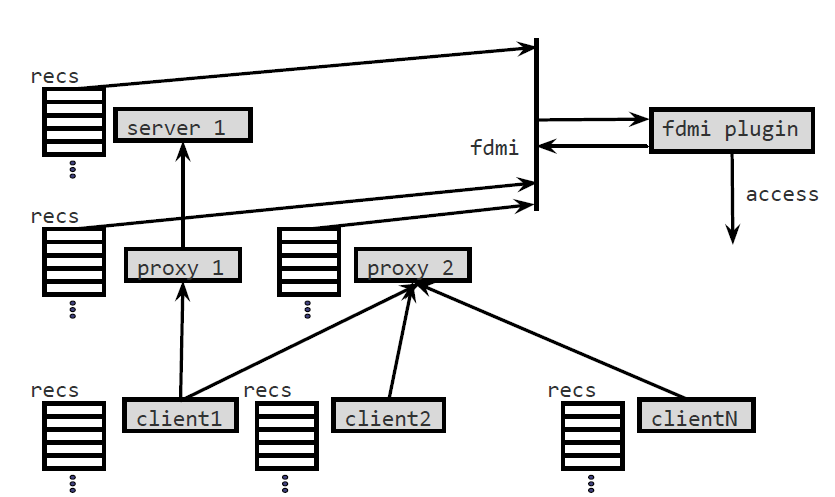 recs
server 1
fdmi
fdmi plugin
access
recs
proxy 1
proxy 2
recs
client1
recs
client2
recs
clientN